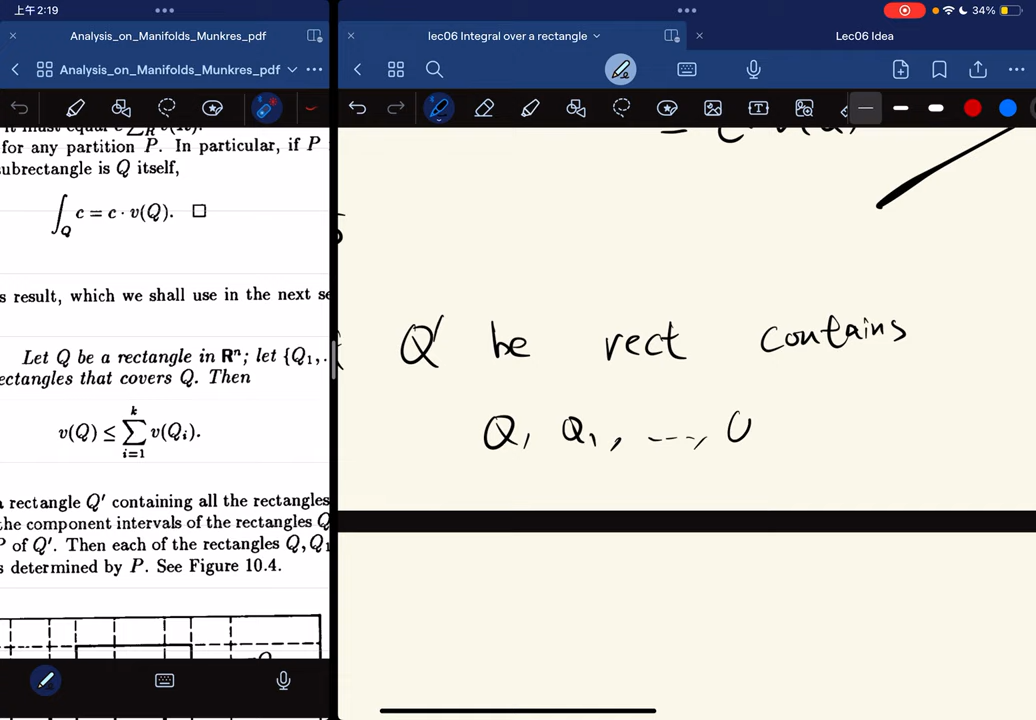 上午2:19
34%
Analysis_on_Manifolds_Munkres_pdf
lec06 Integral over a rectangle
Lec06 Idea
Analysis_on_Manifolds_Munkres_pdf
for any partition P. In particular, if P
ubrectangle is Q itself,
∫_Q c = c · v(Q). □
s result, which we shall use in the next se
Let Q be a rectangle in Rⁿ; let {Q₁, .
ectangles that covers Q. Then
v(Q) ≤ ∑_{i=1}^{k} v(Qᵢ).
a rectangle Q′ containing all the rectangles
the component intervals of the rectangles Q
P of Q′. Then each of the rectangles Q, Q₁
s determined by P. See Figure 10.4.
Q′ be rect contains
Q, Q₁, ---,